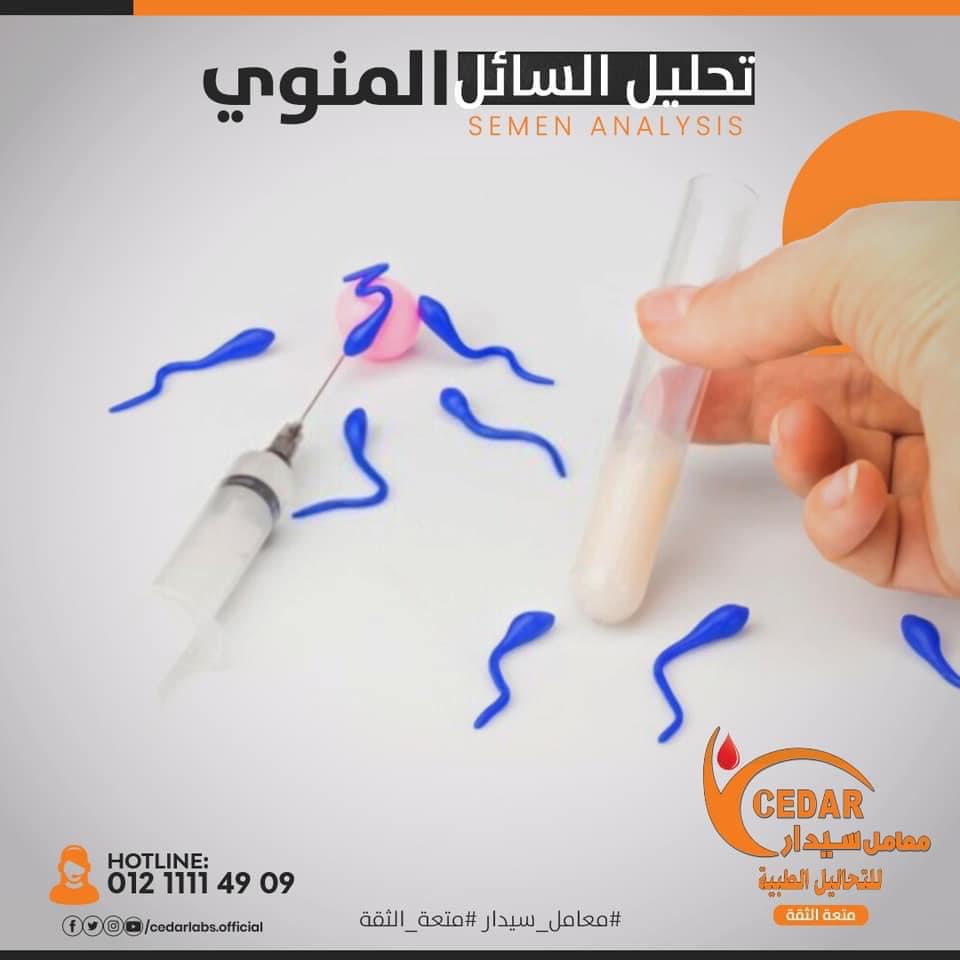 تحليل السائل المنوي
SEMEN ANALYSIS
CEDAR
معامل سيدار
للتحاليل الطبية
متعة الثقة
HOTLINE:
012 1111 49 09
/cedarlabs.official
#معامل_سيدار #متعة_الثقة